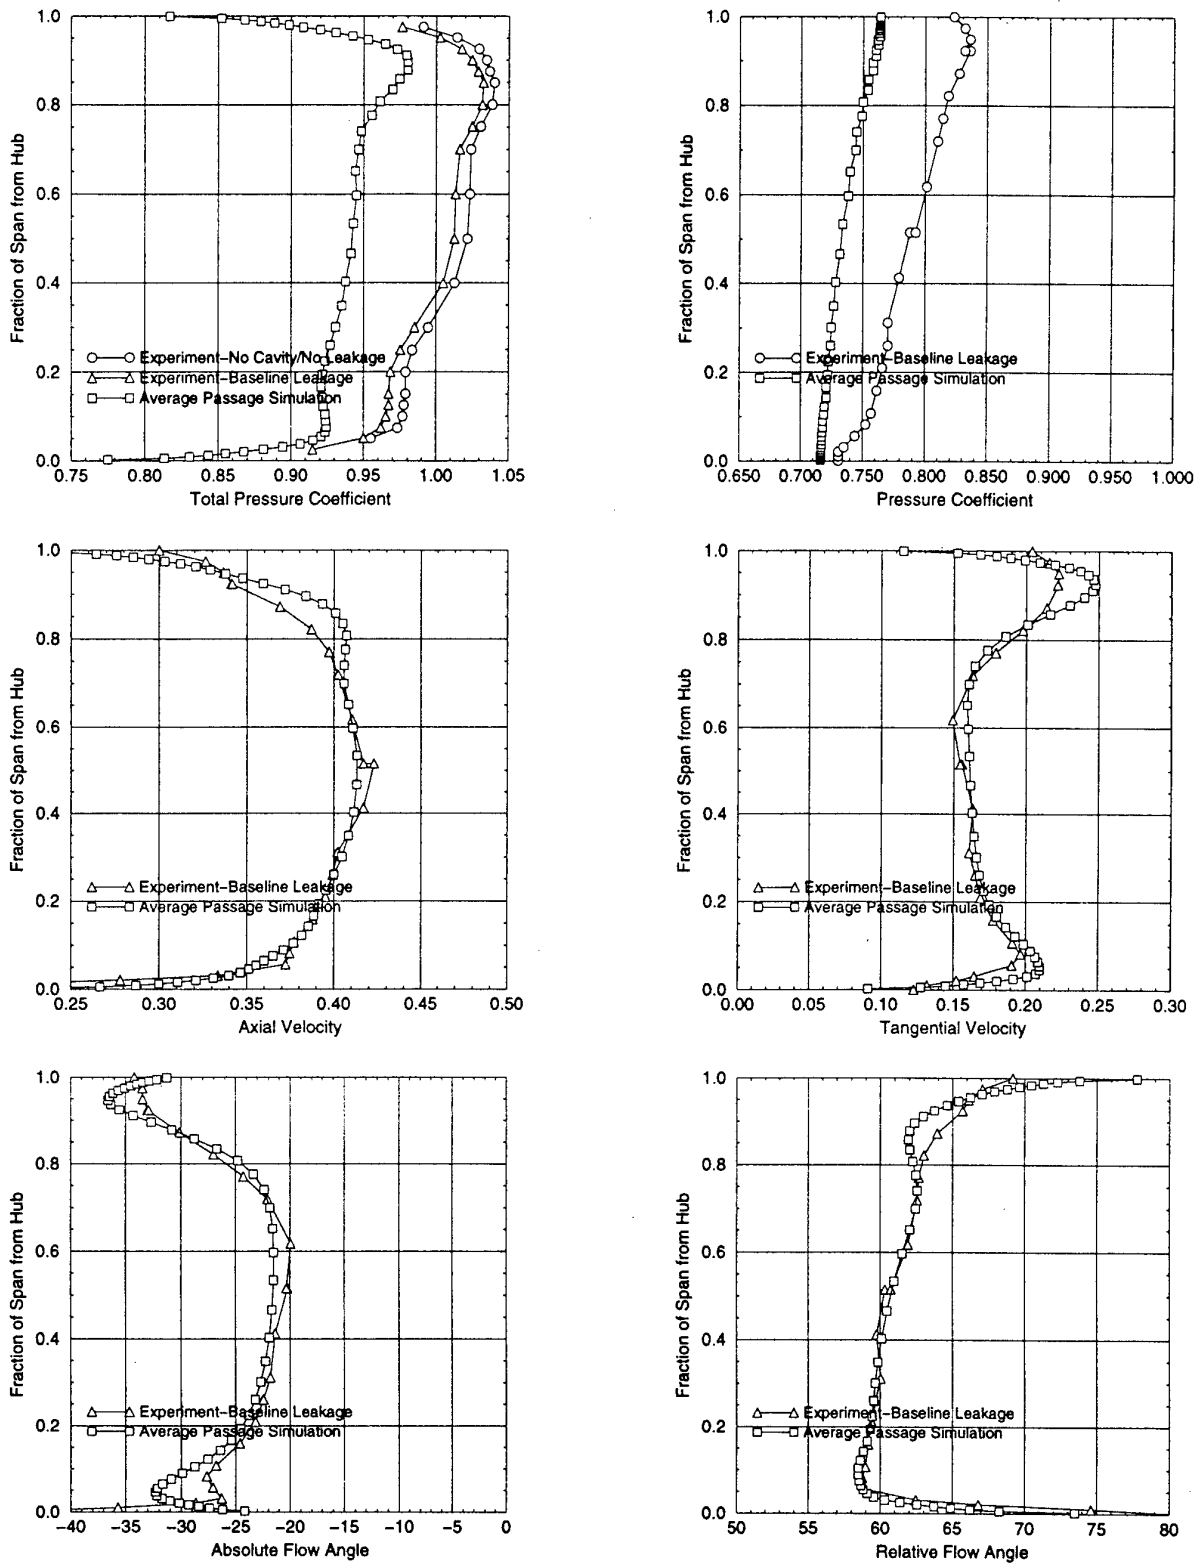 Fraction of Span from Hub
1.0
0.8
0.6
0.4
0.2
0.0
Experiment–No Cavity/No Leakage
Experiment–Baseline Leakage
Average Passage Simulation
0.75 0.80 0.85 0.90 0.95 1.00 1.05
Total Pressure Coefficient
Fraction of Span from Hub
1.0
0.8
0.6
0.4
0.2
0.0
Experiment–Baseline Leakage
Average Passage Simulation
0.650 0.700 0.750 0.800 0.850 0.900 0.950 1.000
Pressure Coefficient
Fraction of Span from Hub
1.0
0.8
0.6
0.4
0.2
0.0
Experiment–Baseline Leakage
Average Passage Simulation
0.25 0.30 0.35 0.40 0.45 0.50
Axial Velocity
Fraction of Span from Hub
1.0
0.8
0.6
0.4
0.2
0.0
Experiment–Baseline Leakage
Average Passage Simulation
0.00 0.05 0.10 0.15 0.20 0.25 0.30
Tangential Velocity
Fraction of Span from Hub
1.0
0.8
0.6
0.4
0.2
0.0
Experiment–Baseline Leakage
Average Passage Simulation
–40 –35 –30 –25 –20 –15 –10 –5 0
Absolute Flow Angle
Fraction of Span from Hub
1.0
0.8
0.6
0.4
0.2
0.0
Experiment–Baseline Leakage
Average Passage Simulation
50 55 60 65 70 75 80
Relative Flow Angle